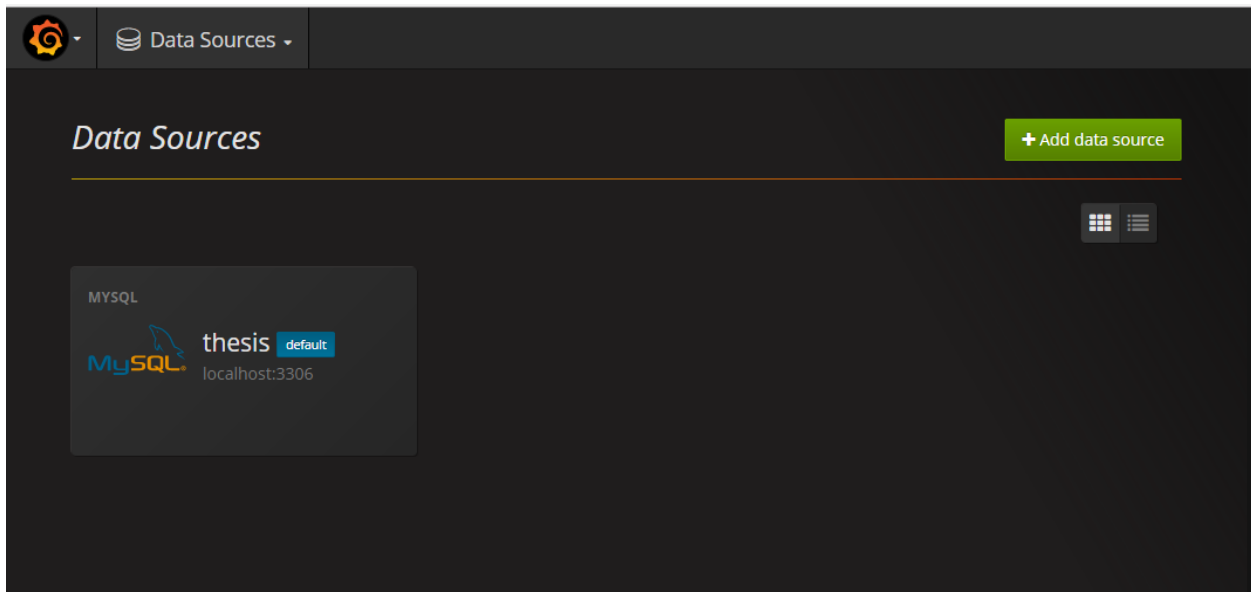 Data Sources
Data Sources
+ Add data source
MYSQL
MySQL.
thesis default
localhost:3306